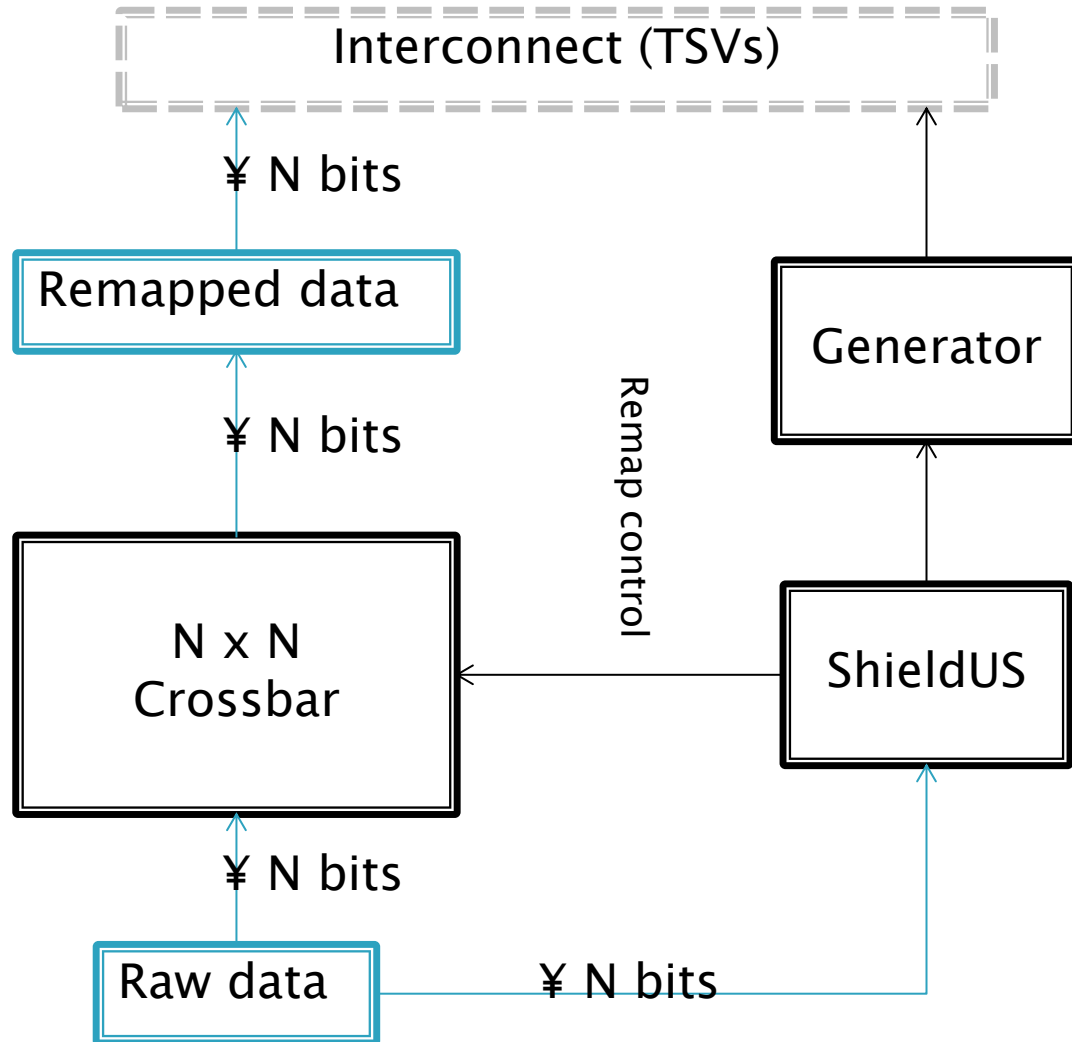 Interconnect (TSVs)
¥ N bits
Remapped data
Generator
¥ N bits
Remap control
N x N
Crossbar
ShieldUS
¥ N bits
Raw data
¥ N bits